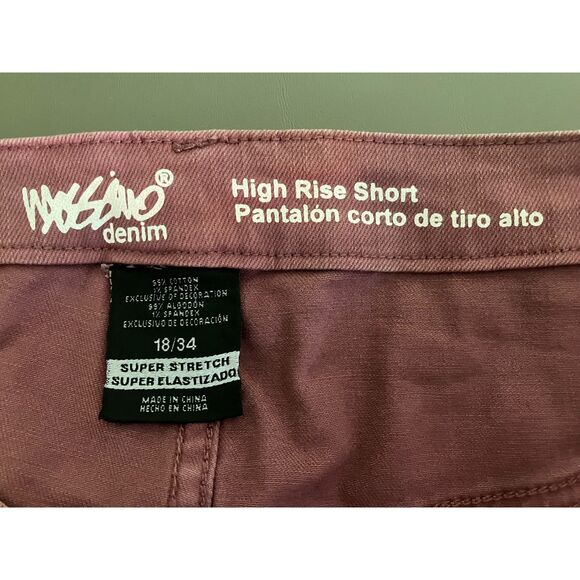 MOSSIMO®
denim
High Rise Short
Pantalón corto de tiro alto
99% COTTON
1% SPANDEX
EXCLUSIVE OF DECORATION
99% ALGODÓN
1% SPANDEX
EXCLUSIVO DE DECORACIÓN
18/34
SUPER STRETCH
SUPER ELASTIZADO
MADE IN CHINA
HECHO EN CHINA